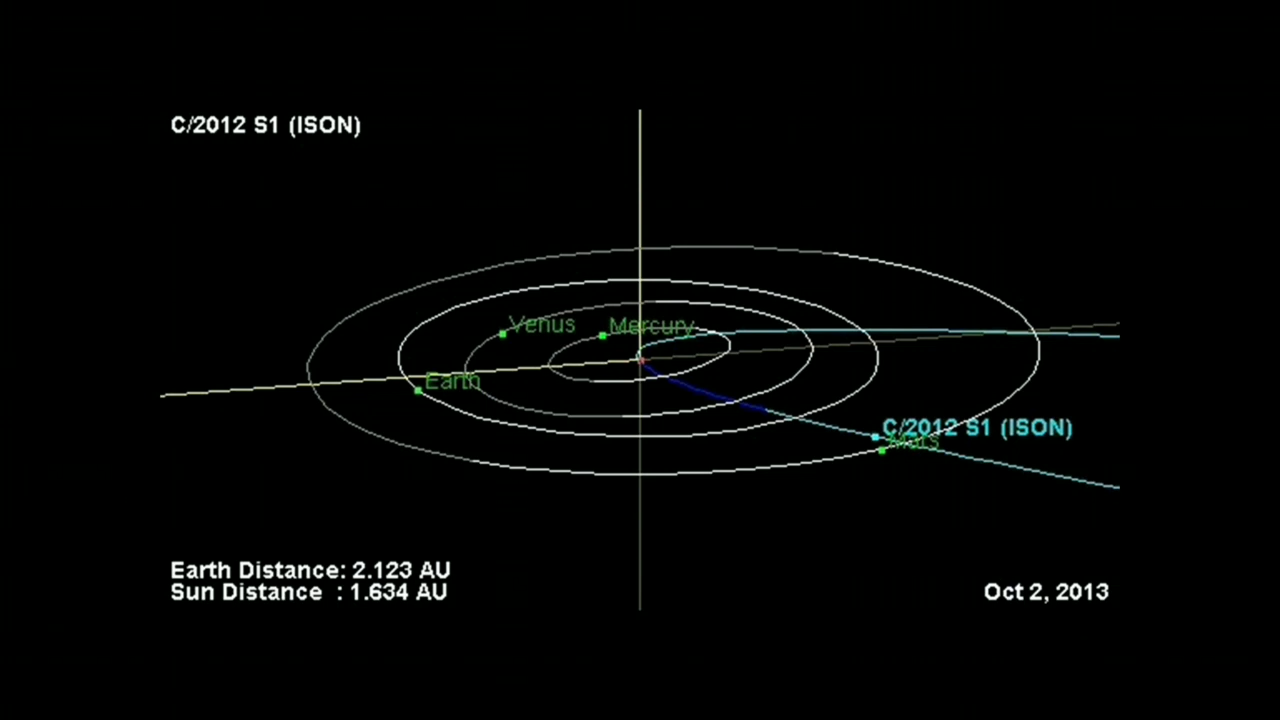 C/2012 S1 (ISON)
Venus
Mercury
Earth
C/2012 S1 (ISON)
Mars
Earth Distance: 2.123 AU
Sun Distance : 1.634 AU
Oct 2, 2013